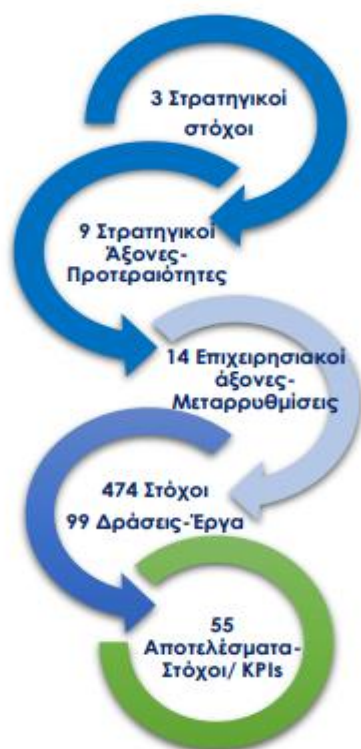 3 Στρατηγικοί
στόχοι
9 Στρατηγικοί
Άξονες-
Προτεραιότητες
14 Επιχειρησιακοί
άξονες-
Μεταρρυθμίσεις
474 Στόχοι
99 Δράσεις-Έργα
55
Αποτελέσματα-
Στόχοι/ KPIs